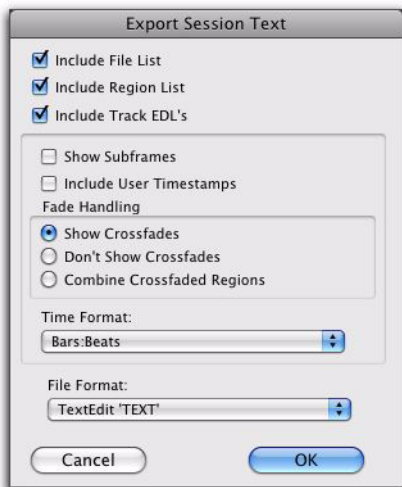 Export Session Text
Include File List
Include Region List
Include Track EDL's
Show Subframes
Include User Timestamps
Fade Handling
Show Crossfades
Don't Show Crossfades
Combine Crossfaded Regions
Time Format:
Bars:Beats
File Format:
TextEdit 'TEXT'
Cancel OK